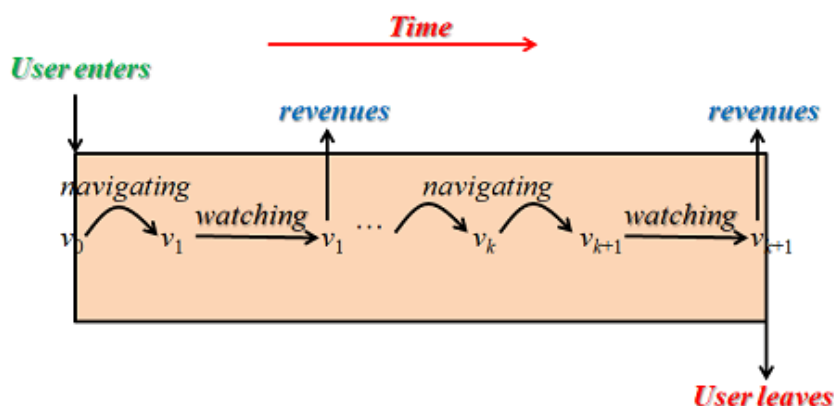 Time
User enters
revenues revenues
navigating navigating
watching watching
v0 v1 v1 ... vk vk+1 vk+1
User leaves